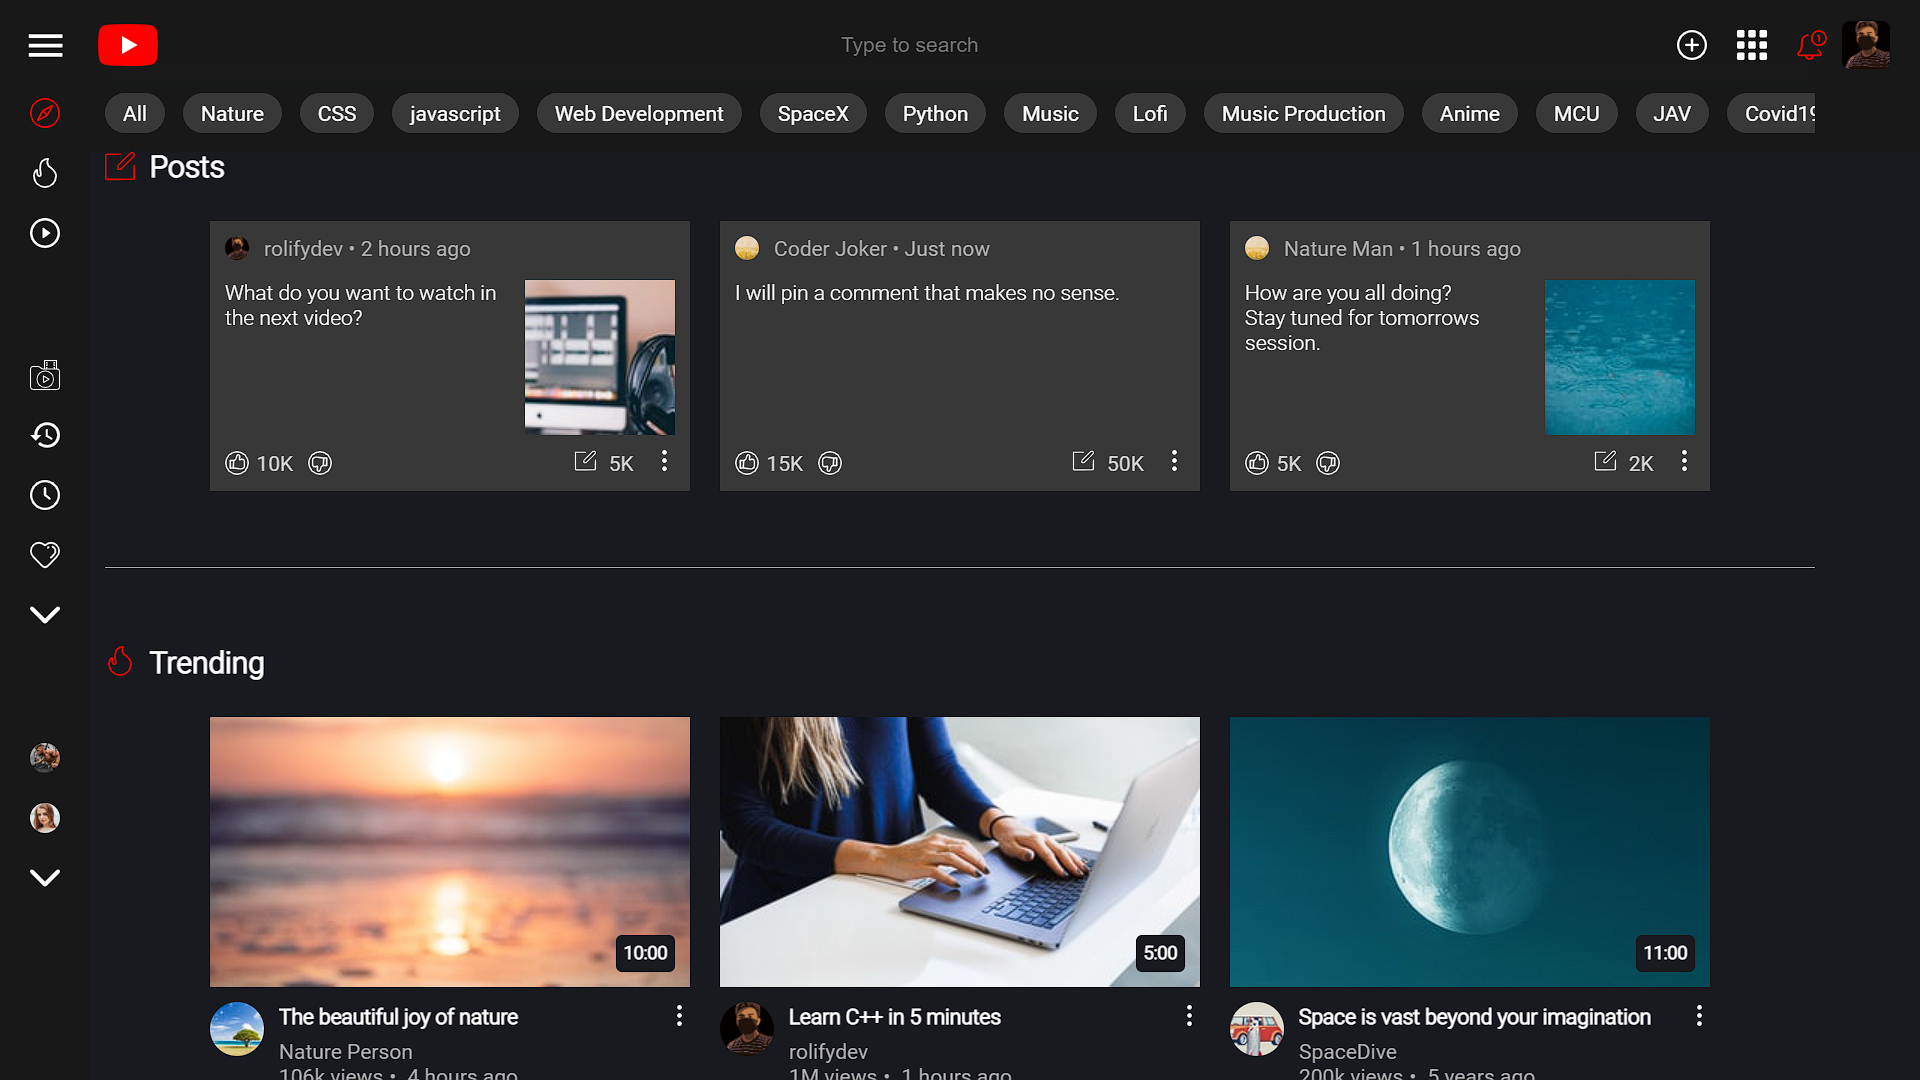 Type to search
1
All Nature CSS javascript Web Development SpaceX Python Music Lofi Music Production Anime MCU JAV Covid19
Posts
rolifydev • 2 hours ago
What do you want to watch in
the next video?
10K 5K
Coder Joker • Just now
I will pin a comment that makes no sense.
15K 50K
Nature Man • 1 hours ago
How are you all doing?
Stay tuned for tomorrows
session.
5K 2K
Trending
10:00
The beautiful joy of nature
Nature Person
106k views • 4 hours ago
5:00
Learn C++ in 5 minutes
rolifydev
1M views • 1 hours ago
11:00
Space is vast beyond your imagination
SpaceDive
200k views • 5 years ago